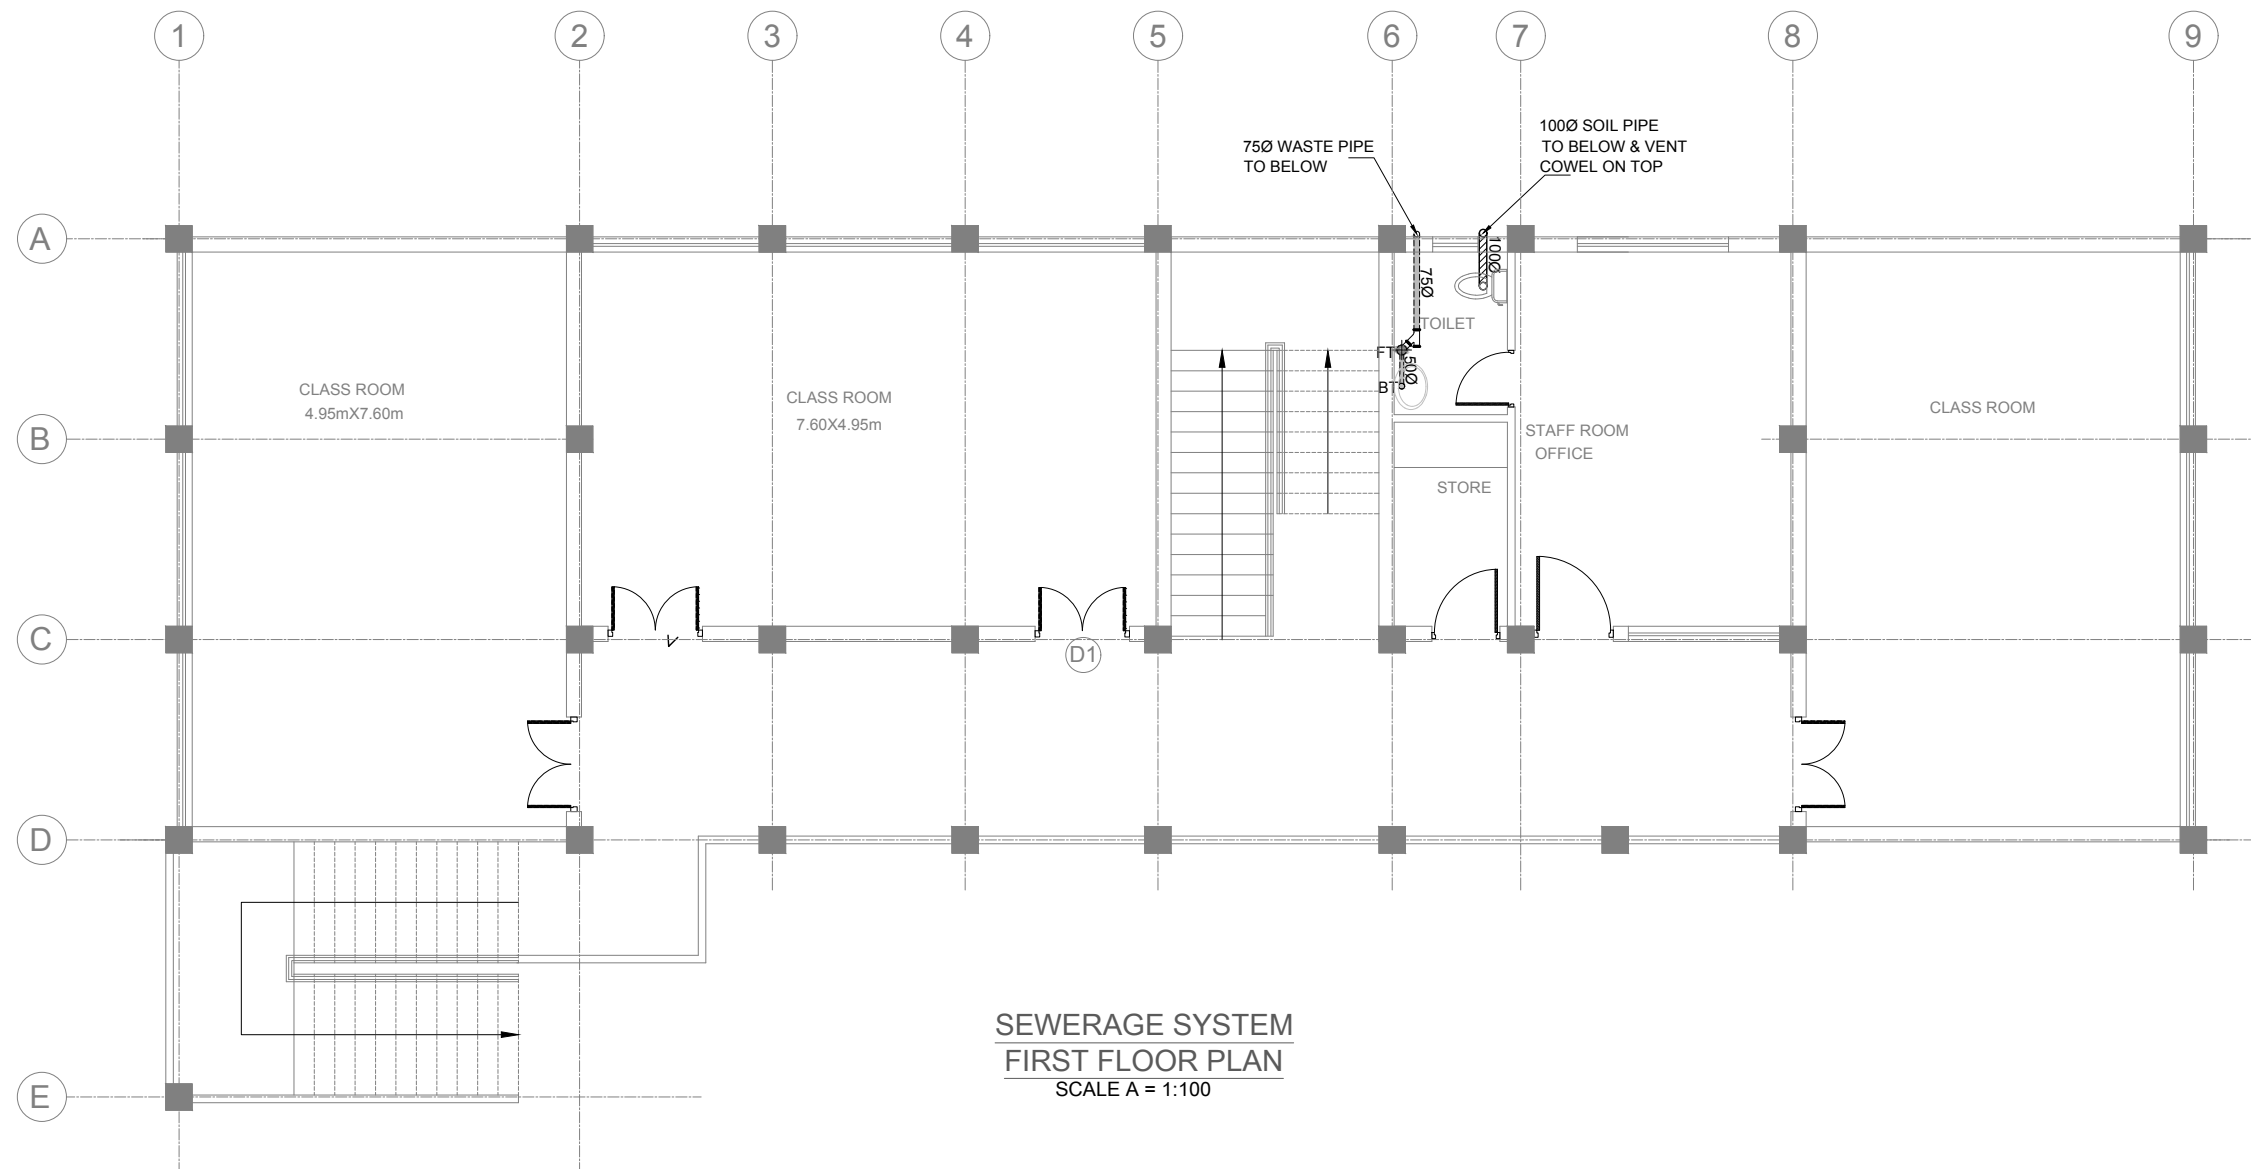 1
2
3
4
5
6
7
8
9
100Ø SOIL PIPE
TO BELOW & VENT
COWEL ON TOP
75Ø WASTE PIPE
TO BELOW
A
100Ø
75Ø
TOILET
FT
50Ø
BT
CLASS ROOM
4.95mX7.60m
CLASS ROOM
7.60X4.95m
CLASS ROOM
B
STAFF ROOM
OFFICE
STORE
C
D1
D
SEWERAGE SYSTEM
FIRST FLOOR PLAN
SCALE A = 1:100
E